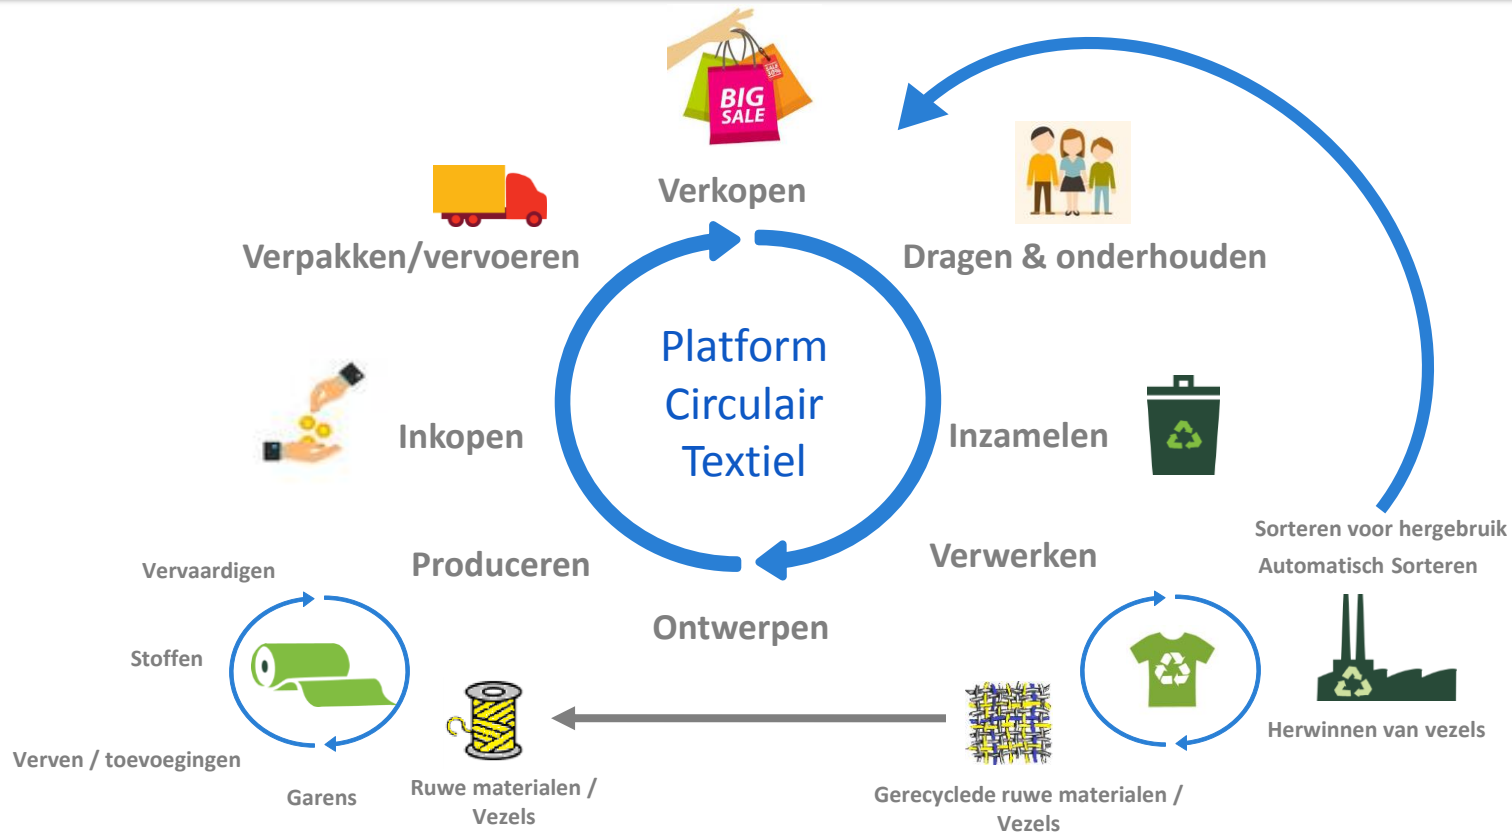 BIG
SALE
SALE
Verkopen
Verpakken/vervoeren
Dragen & onderhouden
Platform
Circulair
Textiel
Inkopen
Inzamelen
Sorteren voor hergebruik
Automatisch Sorteren
Produceren
Verwerken
Vervaardigen
Ontwerpen
Stoffen
Herwinnen van vezels
Verven / toevoegingen
Garens
Ruwe materialen /
Vezels
Gerecyclede ruwe materialen /
Vezels